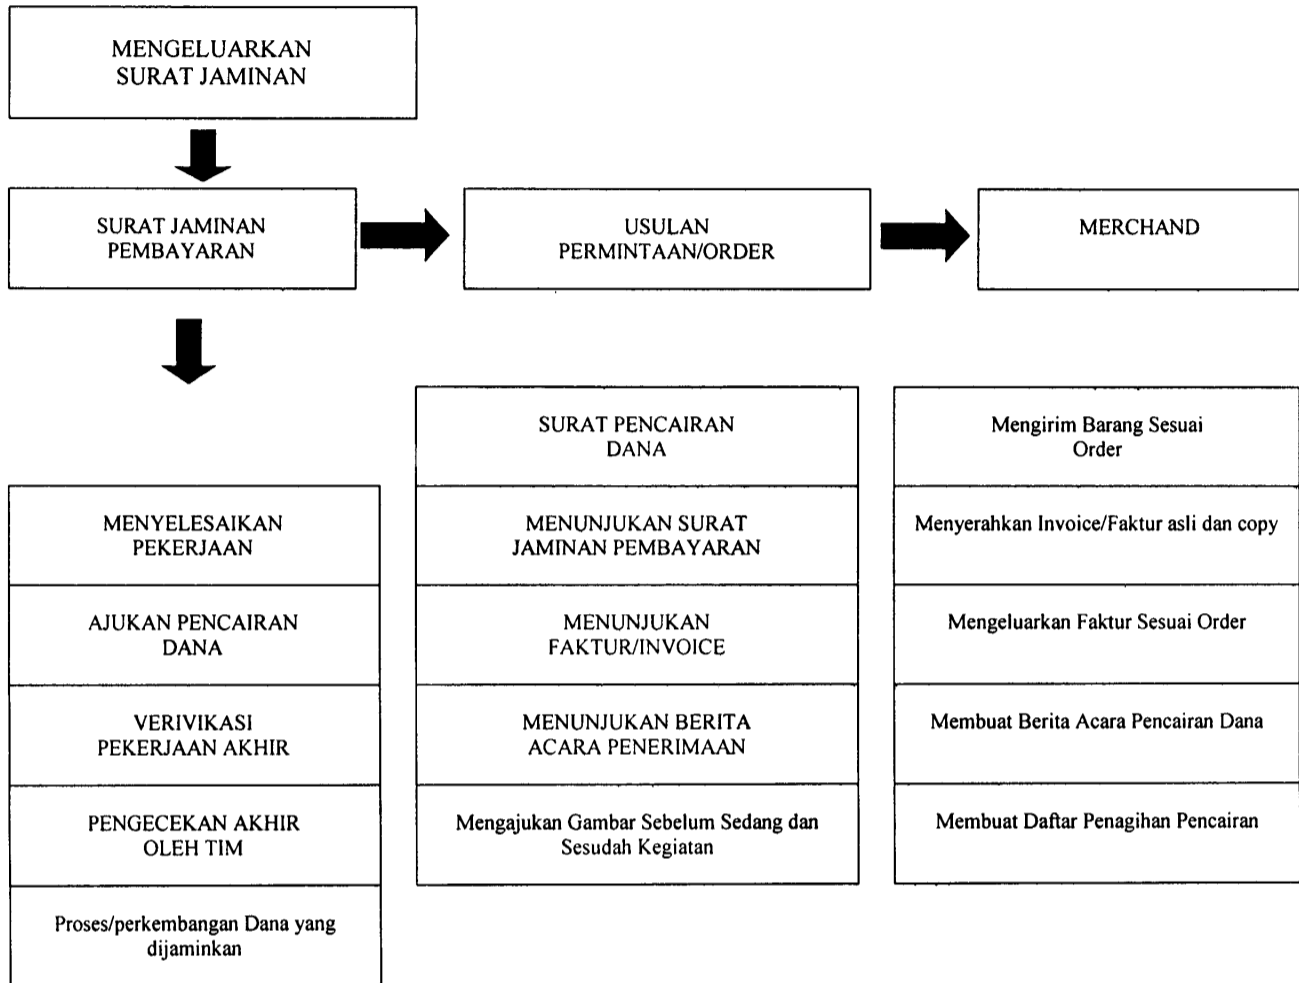 MENGELUARKAN
SURAT JAMINAN
SURAT JAMINAN
PEMBAYARAN
USULAN
PERMINTAAN/ORDER
MERCHAND
MENYELESAIKAN
PEKERJAAN
AJUKAN PENCAIRAN
DANA
VERIVIKASI
PEKERJAAN AKHIR
PENGECEKAN AKHIR
OLEH TIM
Proses/perkembangan Dana yang
dijaminkan
SURAT PENCAIRAN
DANA
MENUNJUKAN SURAT
JAMINAN PEMBAYARAN
MENUNJUKAN
FAKTUR/INVOICE
MENUNJUKAN BERITA
ACARA PENERIMAAN
Mengajukan Gambar Sebelum Sedang dan
Sesudah Kegiatan
Mengirim Barang Sesuai
Order
Menyerahkan Invoice/Faktur asli dan copy
Mengeluarkan Faktur Sesuai Order
Membuat Berita Acara Pencairan Dana
Membuat Daftar Penagihan Pencairan